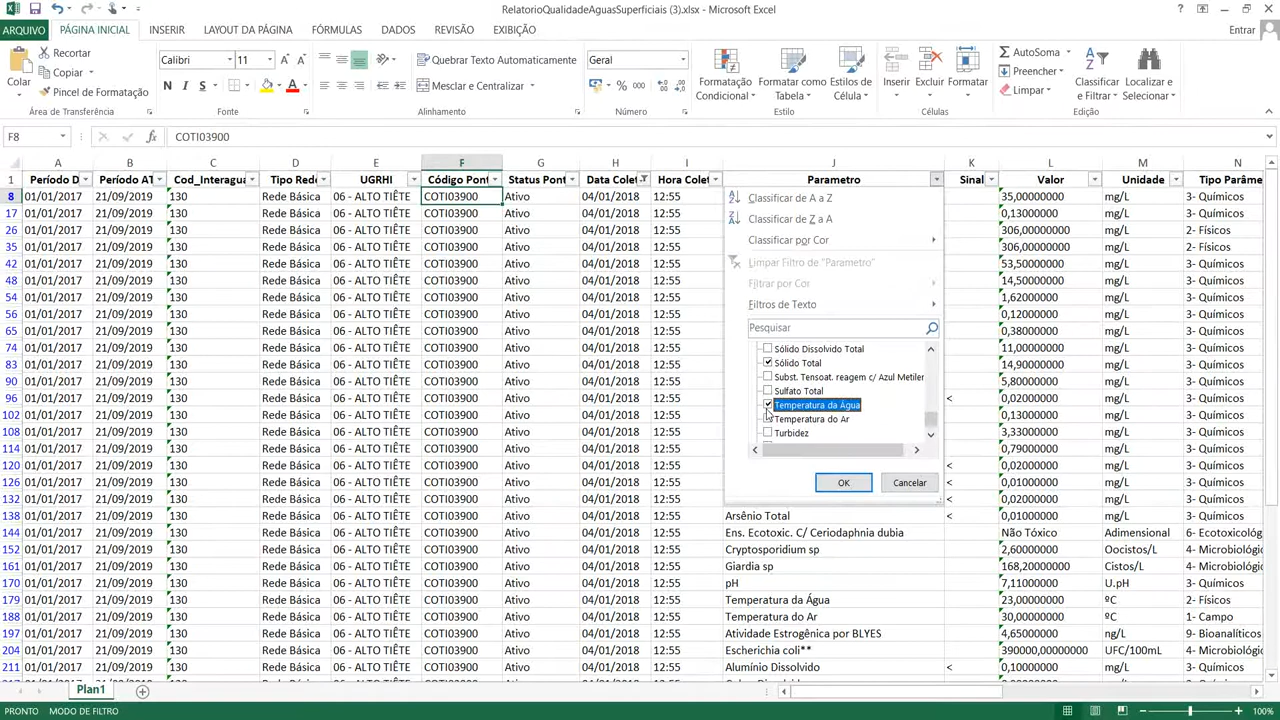 RelatorioQualidadeAguasSuperficiais (3).xlsx - Microsoft Excel
ARQUIVO PÁGINA INICIAL INSERIR LAYOUT DA PÁGINA FÓRMULAS DADOS REVISÃO EXIBIÇÃO Entrar
Colar
Recortar
Copiar
Pincel de Formatação
Área de Transferência
Calibri 11
N I S
Fonte
Quebrar Texto Automaticamente
Mesclar e Centralizar
Alinhamento
Geral
% 000
Número
Formatação Condicional
Formatar como Tabela
Estilos de Célula
Estilo
Inserir Excluir Formatar
Células
AutoSoma
Preencher
Limpar
Classificar e Filtrar
Localizar e Selecionar
Edição
F8 fx COTI03900
A B C D E F G H I J K L M N
1 Período D Período AT Cod_Interagua Tipo Rede UGRHI Código Pont Status Pont Data Colet Hora Colet Parametro Sinal Valor Unidade Tipo Parâme
8 01/01/2017 21/09/2019 130 Rede Básica 06 - ALTO TIÊTE COTI03900 Ativo 04/01/2018 12:55 35,00000000 mg/L 3- Químicos
17 01/01/2017 21/09/2019 130 Rede Básica 06 - ALTO TIÊTE COTI03900 Ativo 04/01/2018 12:55 0,13000000 mg/L 3- Químicos
26 01/01/2017 21/09/2019 130 Rede Básica 06 - ALTO TIÊTE COTI03900 Ativo 04/01/2018 12:55 306,00000000 mg/L 2- Físicos
35 01/01/2017 21/09/2019 130 Rede Básica 06 - ALTO TIÊTE COTI03900 Ativo 04/01/2018 12:55 306,00000000 mg/L 2- Físicos
42 01/01/2017 21/09/2019 130 Rede Básica 06 - ALTO TIÊTE COTI03900 Ativo 04/01/2018 12:55 53,50000000 mg/L 3- Químicos
48 01/01/2017 21/09/2019 130 Rede Básica 06 - ALTO TIÊTE COTI03900 Ativo 04/01/2018 12:55 14,50000000 mg/L 3- Químicos
54 01/01/2017 21/09/2019 130 Rede Básica 06 - ALTO TIÊTE COTI03900 Ativo 04/01/2018 12:55 1,62000000 mg/L 3- Químicos
56 01/01/2017 21/09/2019 130 Rede Básica 06 - ALTO TIÊTE COTI03900 Ativo 04/01/2018 12:55 0,12000000 mg/L 3- Químicos
65 01/01/2017 21/09/2019 130 Rede Básica 06 - ALTO TIÊTE COTI03900 Ativo 04/01/2018 12:55 0,38000000 mg/L 3- Químicos
74 01/01/2017 21/09/2019 130 Rede Básica 06 - ALTO TIÊTE COTI03900 Ativo 04/01/2018 12:55 11,00000000 mg/L 3- Químicos
83 01/01/2017 21/09/2019 130 Rede Básica 06 - ALTO TIÊTE COTI03900 Ativo 04/01/2018 12:55 14,90000000 mg/L 3- Químicos
90 01/01/2017 21/09/2019 130 Rede Básica 06 - ALTO TIÊTE COTI03900 Ativo 04/01/2018 12:55 5,80000000 mg/L 3- Químicos
96 01/01/2017 21/09/2019 130 Rede Básica 06 - ALTO TIÊTE COTI03900 Ativo 04/01/2018 12:55 < 0,02000000 mg/L 3- Químicos
102 01/01/2017 21/09/2019 130 Rede Básica 06 - ALTO TIÊTE COTI03900 Ativo 04/01/2018 12:55 0,13000000 mg/L 3- Químicos
108 01/01/2017 21/09/2019 130 Rede Básica 06 - ALTO TIÊTE COTI03900 Ativo 04/01/2018 12:55 3,33000000 mg/L 3- Químicos
114 01/01/2017 21/09/2019 130 Rede Básica 06 - ALTO TIÊTE COTI03900 Ativo 04/01/2018 12:55 0,79000000 mg/L 3- Químicos
120 01/01/2017 21/09/2019 130 Rede Básica 06 - ALTO TIÊTE COTI03900 Ativo 04/01/2018 12:55 < 0,02000000 mg/L 3- Químicos
126 01/01/2017 21/09/2019 130 Rede Básica 06 - ALTO TIÊTE COTI03900 Ativo 04/01/2018 12:55 < 0,01000000 mg/L 3- Químicos
132 01/01/2017 21/09/2019 130 Rede Básica 06 - ALTO TIÊTE COTI03900 Ativo 04/01/2018 12:55 < 0,02000000 mg/L 3- Químicos
138 01/01/2017 21/09/2019 130 Rede Básica 06 - ALTO TIÊTE COTI03900 Ativo 04/01/2018 12:55 Arsênio Total < 0,01000000 mg/L 3- Químicos
144 01/01/2017 21/09/2019 130 Rede Básica 06 - ALTO TIÊTE COTI03900 Ativo 04/01/2018 12:55 Ens. Ecotoxic. C/ Ceriodaphnia dubia Não Tóxico Adimensional 6- Ecotoxicológ
152 01/01/2017 21/09/2019 130 Rede Básica 06 - ALTO TIÊTE COTI03900 Ativo 04/01/2018 12:55 Cryptosporidium sp 2,60000000 Oocistos/L 4- Microbiológic
161 01/01/2017 21/09/2019 130 Rede Básica 06 - ALTO TIÊTE COTI03900 Ativo 04/01/2018 12:55 Giardia sp 168,20000000 Cistos/L 4- Microbiológic
170 01/01/2017 21/09/2019 130 Rede Básica 06 - ALTO TIÊTE COTI03900 Ativo 04/01/2018 12:55 pH 7,11000000 U.pH 3- Químicos
179 01/01/2017 21/09/2019 130 Rede Básica 06 - ALTO TIÊTE COTI03900 Ativo 04/01/2018 12:55 Temperatura da Água 23,00000000 ºC 2- Físicos
188 01/01/2017 21/09/2019 130 Rede Básica 06 - ALTO TIÊTE COTI03900 Ativo 04/01/2018 12:55 Temperatura do Ar 30,00000000 ºC 1- Campo
197 01/01/2017 21/09/2019 130 Rede Básica 06 - ALTO TIÊTE COTI03900 Ativo 04/01/2018 12:55 Atividade Estrogênica por BLYES 4,65000000 ng/L 9- Bioanalíticos
204 01/01/2017 21/09/2019 130 Rede Básica 06 - ALTO TIÊTE COTI03900 Ativo 04/01/2018 12:55 Escherichia coli** 390000,00000000 UFC/100mL 4- Microbiológic
211 01/01/2017 21/09/2019 130 Rede Básica 06 - ALTO TIÊTE COTI03900 Ativo 04/01/2018 12:55 Alumínio Dissolvido < 0,10000000 mg/L 3- Químicos
Classificar de A a Z
Classificar de Z a A
Classificar por Cor
Limpar Filtro de "Parametro"
Filtrar por Cor
Filtros de Texto
Pesquisar
Sólido Dissolvido Total
Sólido Total
Subst. Tensoat. reagem c/ Azul Metilen
Sulfato Total
Temperatura da Água
Temperatura do Ar
Turbidez
OK Cancelar
Plan1
PRONTO MODO DE FILTRO 100%